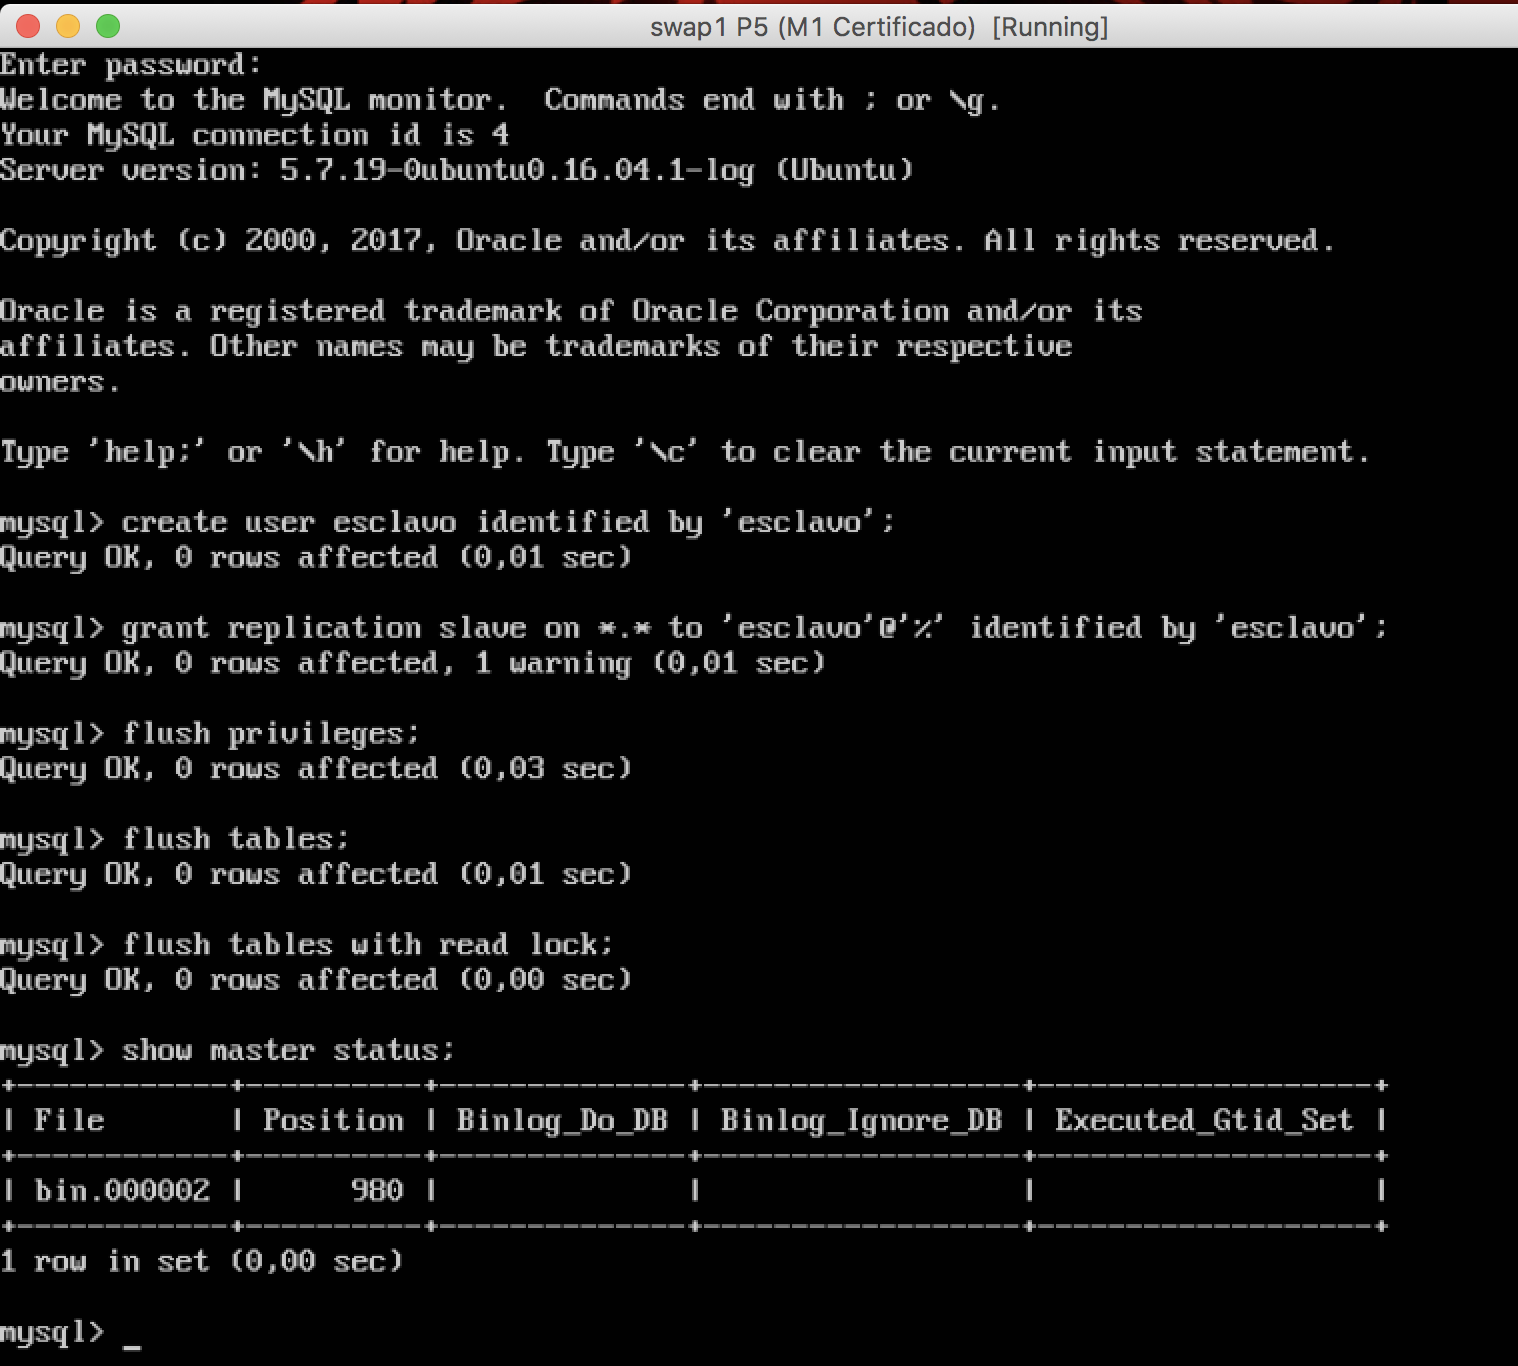 swap1 P5 (M1 Certificado) [Running]
Enter password:
Welcome to the MySQL monitor.  Commands end with ; or \g.
Your MySQL connection id is 4
Server version: 5.7.19-0ubuntu0.16.04.1-log (Ubuntu)
Copyright (c) 2000, 2017, Oracle and/or its affiliates. All rights reserved.
Oracle is a registered trademark of Oracle Corporation and/or its
affiliates. Other names may be trademarks of their respective
owners.
Type 'help;' or '\h' for help. Type '\c' to clear the current input statement.
mysql> create user esclavo identified by 'esclavo';
Query OK, 0 rows affected (0,01 sec)
mysql> grant replication slave on *.* to 'esclavo'@'%' identified by 'esclavo';
Query OK, 0 rows affected, 1 warning (0,01 sec)
mysql> flush privileges;
Query OK, 0 rows affected (0,03 sec)
mysql> flush tables;
Query OK, 0 rows affected (0,01 sec)
mysql> flush tables with read lock;
Query OK, 0 rows affected (0,00 sec)
mysql> show master status;
+------------+----------+--------------+------------------+-------------------+
| File       | Position | Binlog_Do_DB | Binlog_Ignore_DB | Executed_Gtid_Set |
+------------+----------+--------------+------------------+-------------------+
| bin.000002 |      980 |              |                  |                   |
+------------+----------+--------------+------------------+-------------------+
1 row in set (0,00 sec)
mysql> _